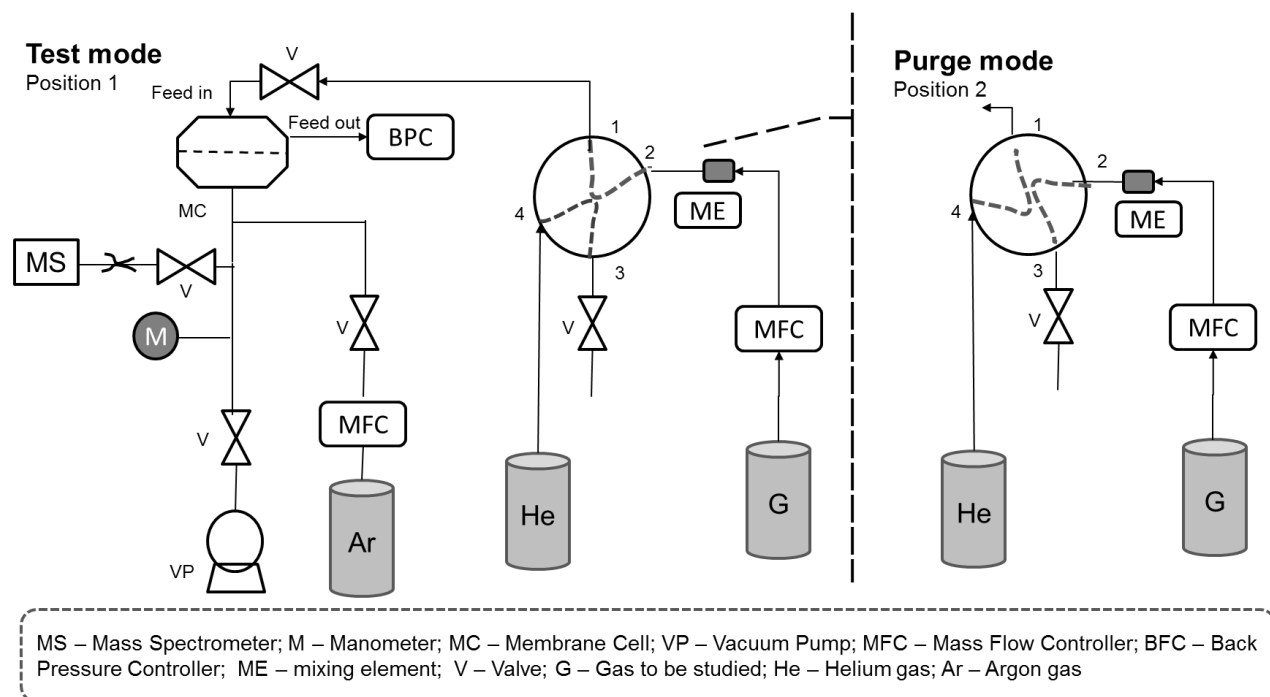 Test mode
Position 1
V
Feed in
Feed out
BPC
MC
MS
V
M
V
MFC
V
VP
Ar
1
2
3
4
ME
V
MFC
He
G
Purge mode
Position 2
1
2
3
4
ME
V
MFC
He
G
MS – Mass Spectrometer; M – Manometer; MC – Membrane Cell; VP – Vacuum Pump; MFC – Mass Flow Controller; BFC – Back
Pressure Controller; ME – mixing element; V – Valve; G – Gas to be studied; He – Helium gas; Ar – Argon gas